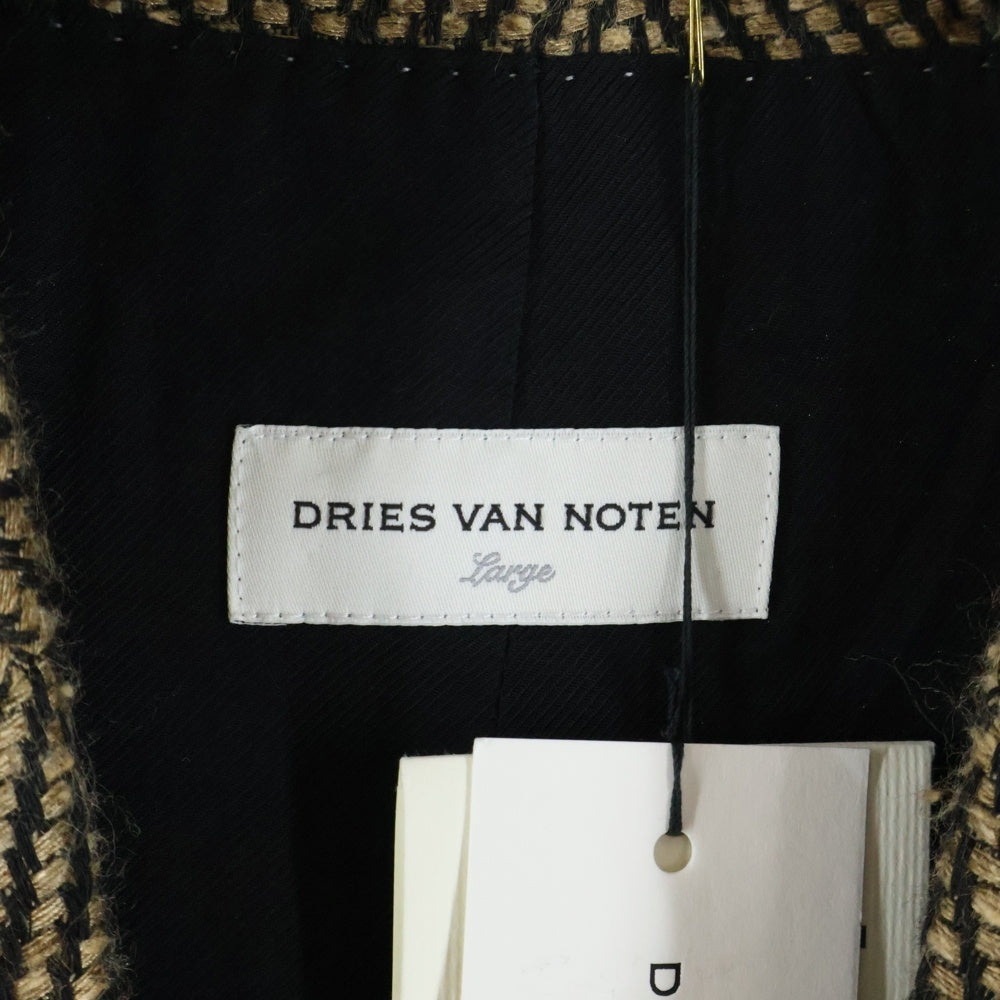 DRIES VAN NOTEN
Large
D